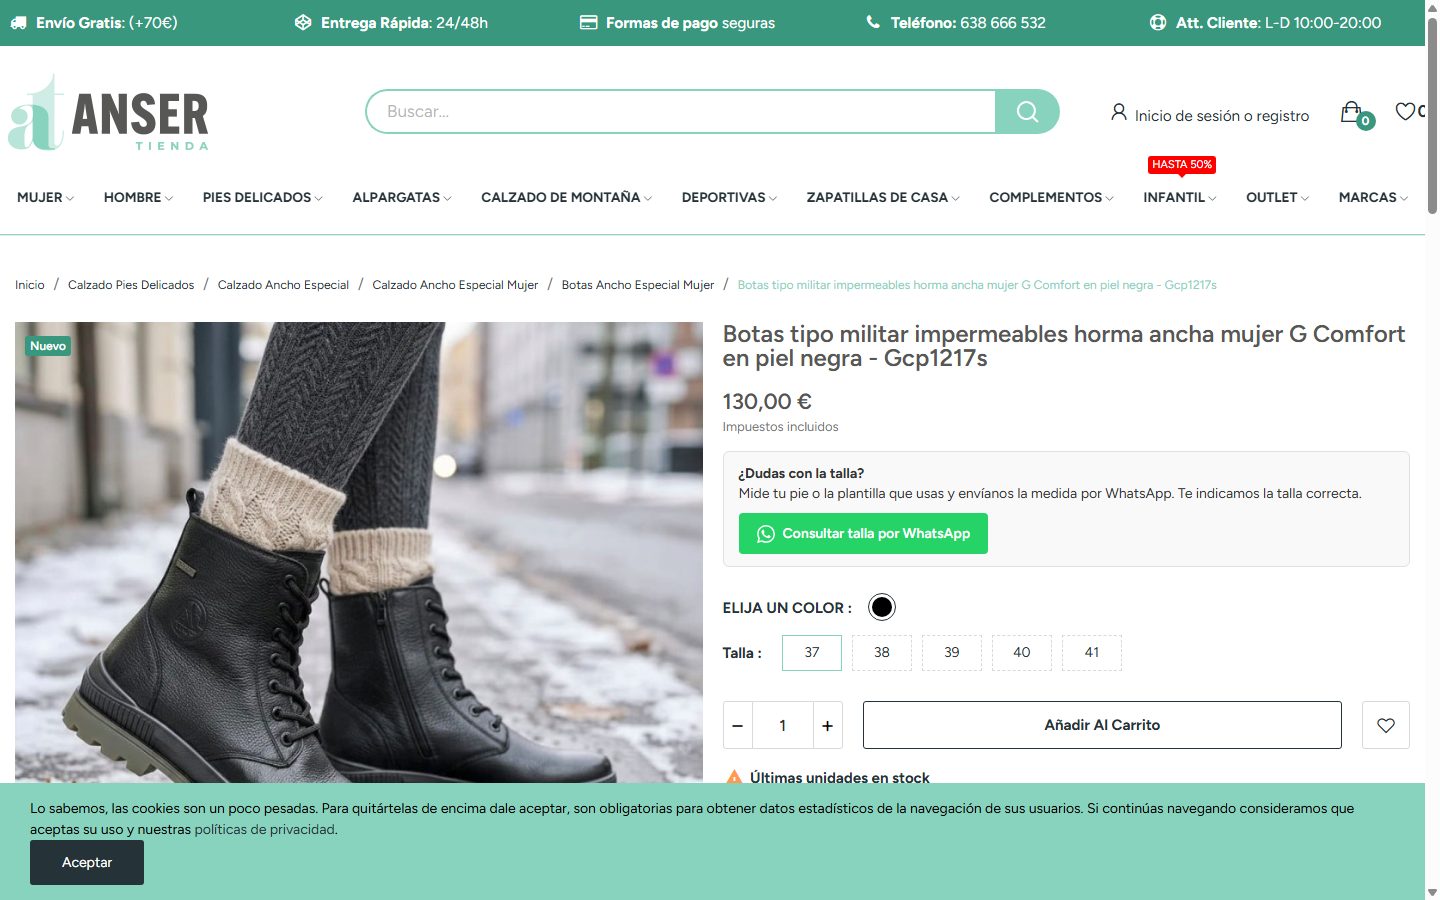 Envío Gratis: (+70€)
Entrega Rápida: 24/48h
Formas de pago seguras
Teléfono: 638 666 532
Att. Cliente: L-D 10:00-20:00
at ANSER
TIENDA
Buscar...
Inicio de sesión o registro
0
0
HASTA 50%
MUJER
HOMBRE
PIES DELICADOS
ALPARGATAS
CALZADO DE MONTAÑA
DEPORTIVAS
ZAPATILLAS DE CASA
COMPLEMENTOS
INFANTIL
OUTLET
MARCAS
Inicio / Calzado Pies Delicados / Calzado Ancho Especial / Calzado Ancho Especial Mujer / Botas Ancho Especial Mujer / Botas tipo militar impermeables horma ancha mujer G Comfort en piel negra - Gcp1217s
Nuevo
Botas tipo militar impermeables horma ancha mujer G Comfort
en piel negra - Gcp1217s
130,00 €
Impuestos incluidos
¿Dudas con la talla?
Mide tu pie o la plantilla que usas y envíanos la medida por WhatsApp. Te indicamos la talla correcta.
Consultar talla por WhatsApp
ELIJA UN COLOR :
Talla :
37
38
39
40
41
− 1 +
Añadir Al Carrito
Últimas unidades en stock
Lo sabemos, las cookies son un poco pesadas. Para quitártelas de encima dale aceptar, son obligatorias para obtener datos estadísticos de la navegación de sus usuarios. Si continúas navegando consideramos que
aceptas su uso y nuestras políticas de privacidad.
Aceptar